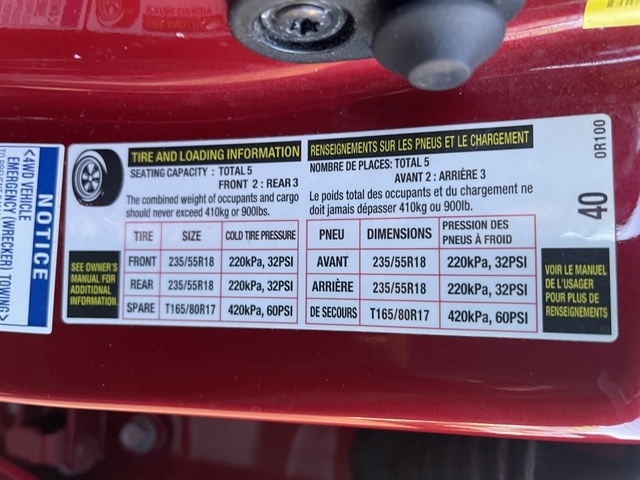 <4WD VEHICLE
EMERGENCY (WRECKER) TOWING>
NOTICE
TIRE AND LOADING INFORMATION
SEATING CAPACITY : TOTAL 5
FRONT 2 : REAR 3
The combined weight of occupants and cargo
should never exceed 410kg or 900lbs.
TIRE SIZE COLD TIRE PRESSURE
FRONT 235/55R18 220kPa, 32PSI
REAR 235/55R18 220kPa, 32PSI
SPARE T165/80R17 420kPa, 60PSI
SEE OWNER'S
MANUAL FOR
ADDITIONAL
INFORMATION
RENSEIGNEMENTS SUR LES PNEUS ET LE CHARGEMENT
NOMBRE DE PLACES: TOTAL 5
AVANT 2 : ARRIÈRE 3
Le poids total des occupants et du chargement ne
doit jamais dépasser 410kg ou 900lb.
PNEU DIMENSIONS PRESSION DES
PNEUS À FROID
AVANT 235/55R18 220kPa, 32PSI
ARRIÈRE 235/55R18 220kPa, 32PSI
DE SECOURS T165/80R17 420kPa, 60PSI
VOIR LE MANUEL
DE L'USAGER
POUR PLUS DE
RENSEIGNEMENTS
40
0R100